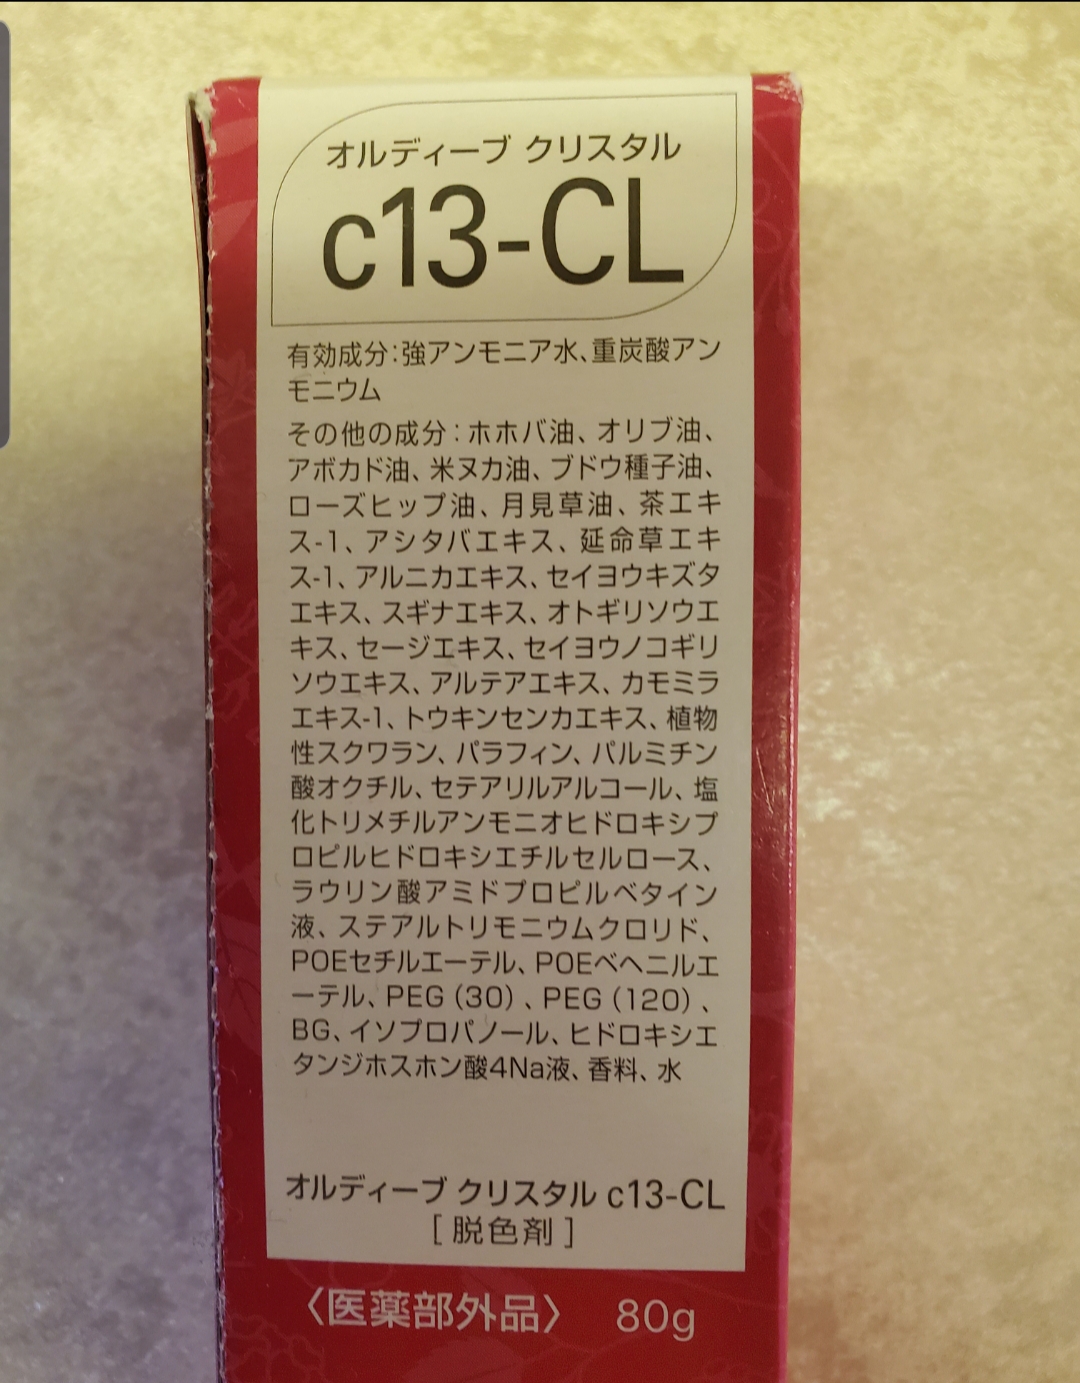 オルディーブ クリスタル
c13-CL
有効成分:強アンモニア水、重炭酸アン
モニウム
その他の成分:ホホバ油、オリブ油、
アボカド油、米ヌカ油、ブドウ種子油、
ローズヒップ油、月見草油、茶エキ
ス-1、アシタバエキス、延命草エキ
ス-1、アルニカエキス、セイヨウキズタ
エキス、スギナエキス、オトギリソウエ
キス、セージエキス、セイヨウノコギリ
ソウエキス、アルテアエキス、カモミラ
エキス-1、トウキンセンカエキス、植物
性スクワラン、パラフィン、パルミチン
酸オクチル、セテアリルアルコール、塩
化トリメチルアンモニオヒドロキシプ
ロピルヒドロキシエチルセルロース、
ラウリン酸アミドプロピルベタイン
液、ステアルトリモニウムクロリド、
POEセチルエーテル、POEベヘニルエ
ーテル、PEG(30)、PEG(120)、
BG、イソプロパノール、ヒドロキシエ
タンジホスホン酸4Na液、香料、水
オルディーブ クリスタル c13-CL
[ 脱色剤 ]
〈医薬部外品〉 80g